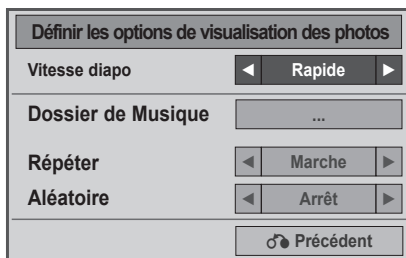 Définir les options de visualisation des photos
Vitesse diapo ◄ Rapide ►
Dossier de Musique ...
Répéter ◄ Marche ►
Aléatoire ◄ Arrêt ►
Précédent